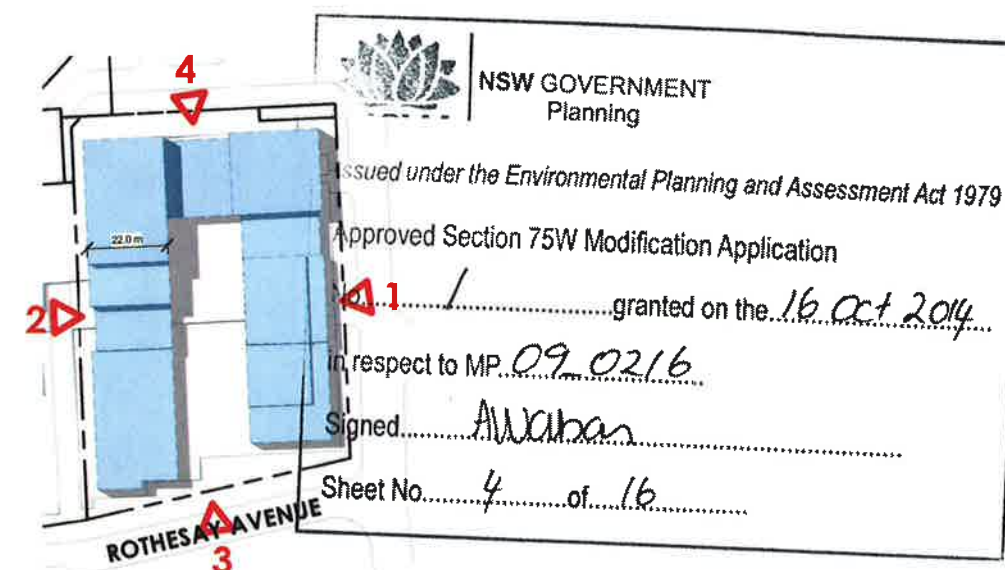 4
22.0 m
2
1
ROTHESAY AVENUE
3
NSW GOVERNMENT
Planning
Issued under the Environmental Planning and Assessment Act 1979
Approved Section 75W Modification Application
No. 1 granted on the 16 Oct 2014
in respect to MP 09_0216
Signed
Sheet No. 4 of 16